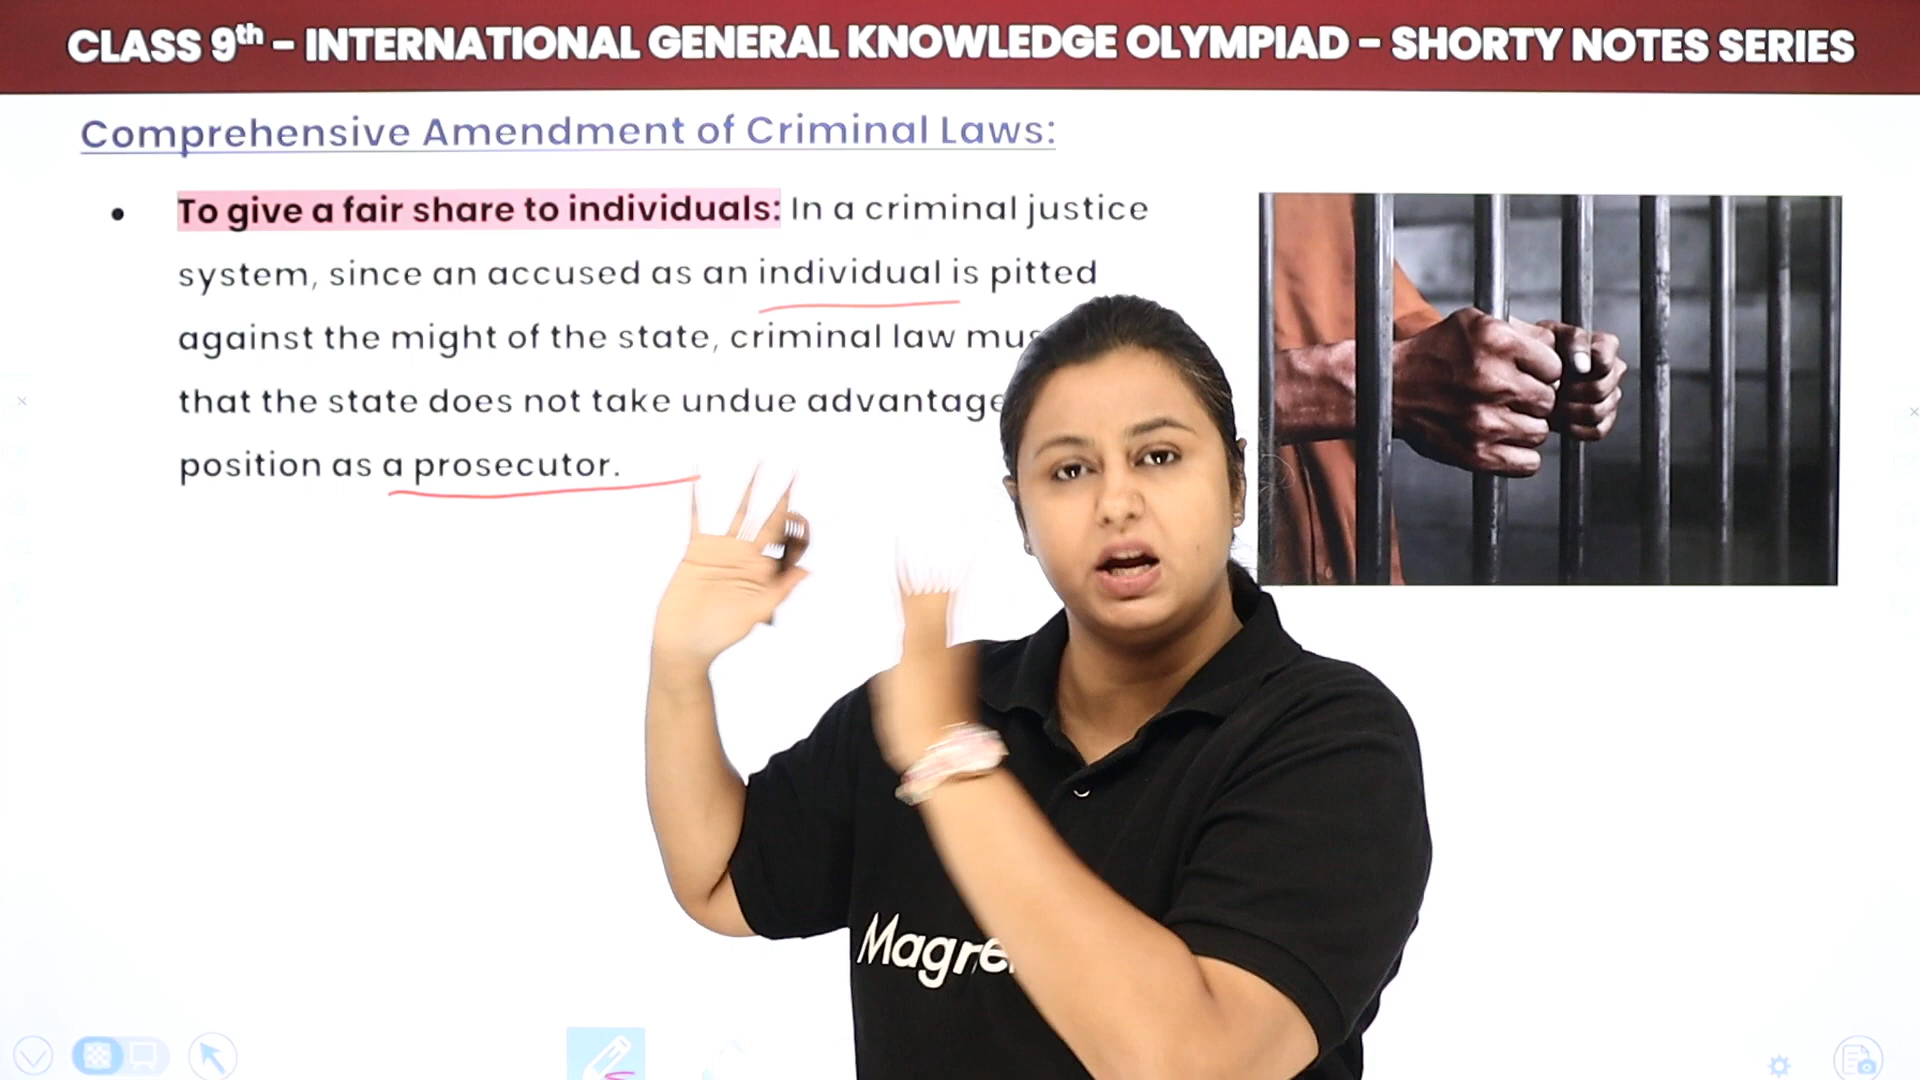 CLASS 9th - INTERNATIONAL GENERAL KNOWLEDGE OLYMPIAD - SHORTY NOTES SERIES
Comprehensive Amendment of Criminal Laws:
• To give a fair share to individuals: In a criminal justice
system, since an accused as an individual is pitted
against the might of the state, criminal law
that the state does not take undue advantage
position as a prosecutor.